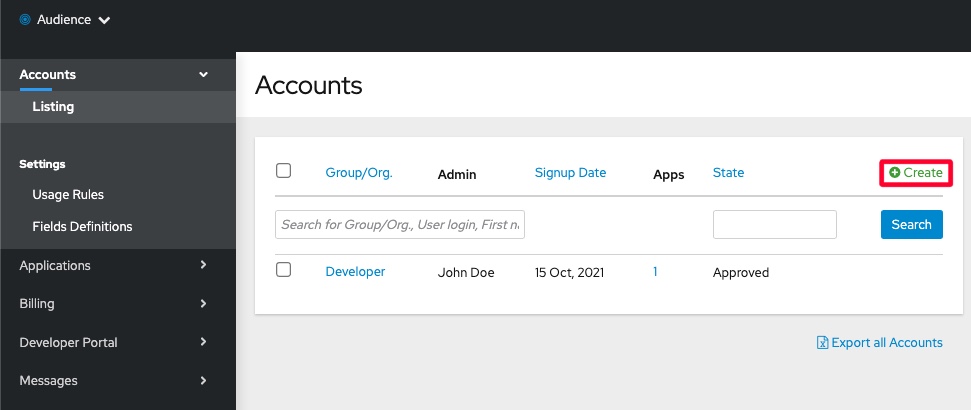 Audience
Accounts
Listing
Settings
Usage Rules
Fields Definitions
Applications
Billing
Developer Portal
Messages
Accounts
Group/Org. Admin Signup Date Apps State Create
Search for Group/Org., User login, First n Search
Developer John Doe 15 Oct, 2021 1 Approved
Export all Accounts